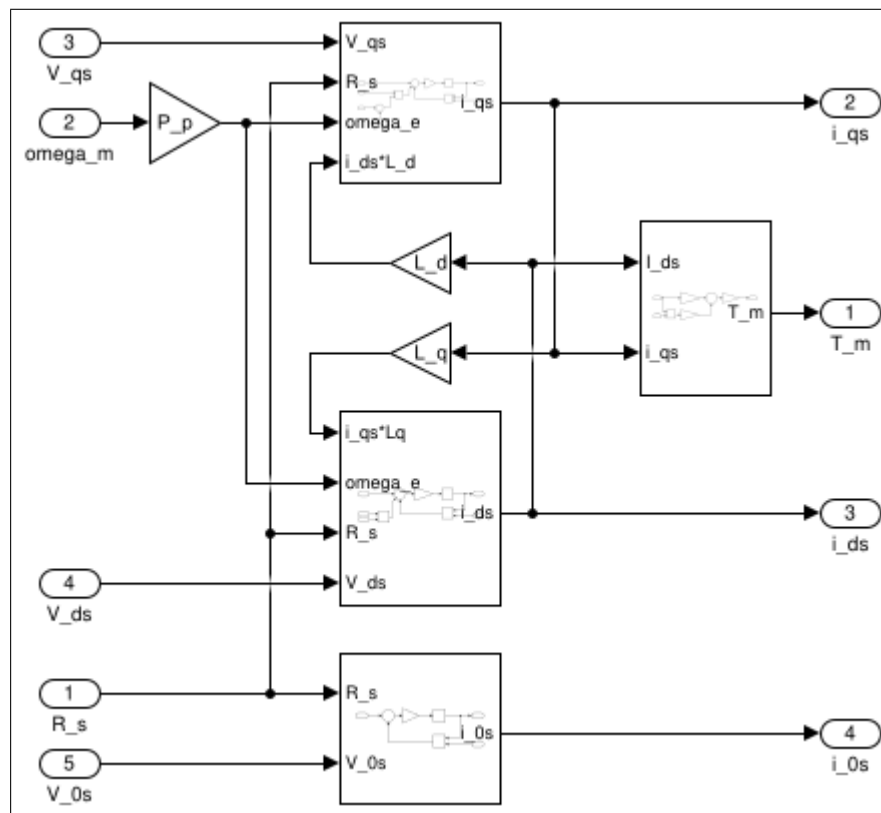 3
V_qs
2
omega_m
P_p
V_qs
R_s
omega_e
i_ds*L_d
i_qs
2
i_qs
L_d
L_q
I_ds
i_qs
T_m
1
T_m
i_qs*Lq
omega_e
R_s
V_ds
i_ds
3
i_ds
4
V_ds
1
R_s
5
V_0s
R_s
V_0s
i_0s
4
i_0s